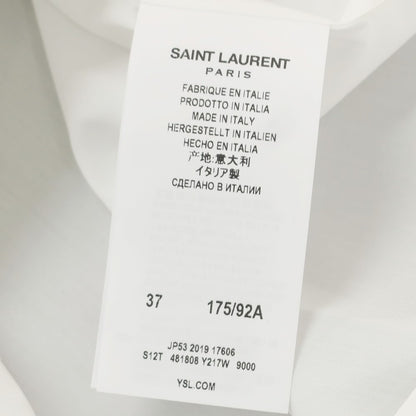 SAINT LAURENT
PARIS
FABRIQUE EN ITALIE
PRODOTTO IN ITALIA
MADE IN ITALY
HERGESTELLT IN ITALIEN
HECHO EN ITALIA
产地:意大利
イタリア製
СДЕЛАНО В ИТАЛИИ
37 175/92A
JP53 2019 17606
S12T 481808 Y217W 9000
YSL.COM